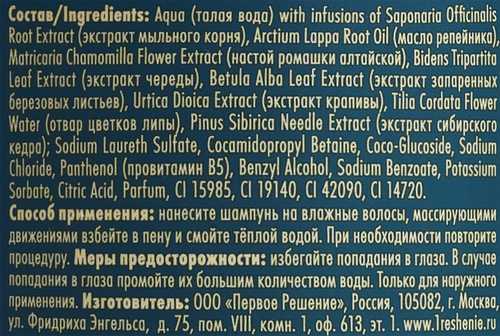 Состав/Ingredients: Aqua (талая вода) with infusions of Saponaria Officinalis
Root Extract (экстракт мыльного корня), Arctium Lappa Root Oil (масло репейника),
Matricaria Chamomilla Flower Extract (настой ромашки алтайской), Bidens Tripartita
Leaf Extract (экстракт череды), Betula Alba Leaf Extract (экстракт запаренных
березовых листьев), Urtica Dioica Extract (экстракт крапивы), Tilia Cordata Flower
Water (отвар цветков липы), Pinus Sibirica Needle Extract (экстракт сибирского
кедра); Sodium Laureth Sulfate, Cocamidopropyl Betaine, Coco-Glucoside, Sodium
Chloride, Panthenol (провитамин B5), Benzyl Alcohol, Sodium Benzoate, Potassium
Sorbate, Citric Acid, Parfum, CI 15985, CI 19140, CI 42090, CI 14720.
Способ применения: нанесите шампунь на влажные волосы, массирующими
движениями взбейте в пену и смойте тёплой водой. При необходимости повторите
процедуру. Меры предосторожности: избегайте попадания в глаза. В случае
попадания в глаза промойте их большим количеством воды. Только для наружного
применения. Изготовитель: ООО «Первое Решение», Россия, 105082, г. Москва,
ул. Фридриха Энгельса, д. 75, пом. VIII, комн. 1, оф. 613, эт. 1 www.1reshenie.ru